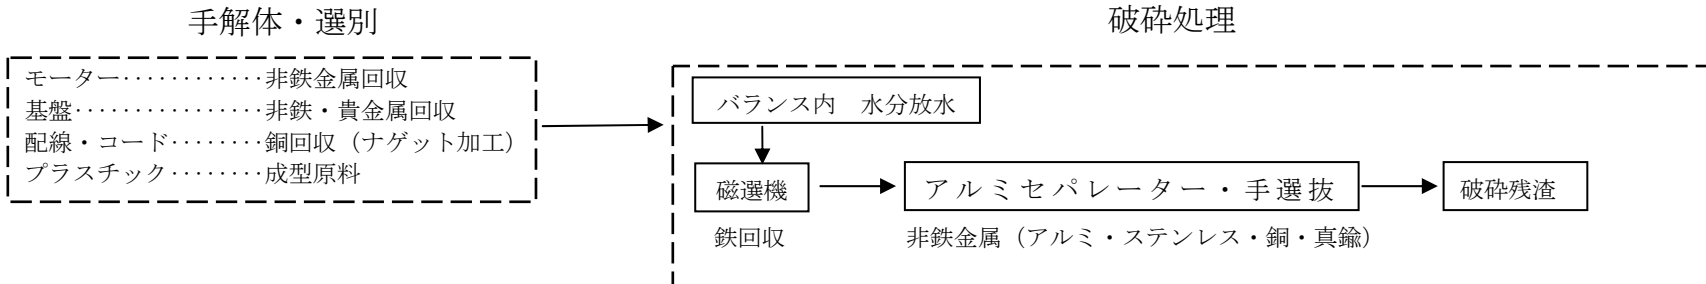 手解体・選別
モーター‥‥‥‥‥‥非鉄金属回収
基盤‥‥‥‥‥‥‥‥非鉄・貴金属回収
配線・コード‥‥‥‥銅回収（ナゲット加工）
プラスチック‥‥‥‥成型原料
破砕処理
バランス内　水分放水
磁選機
アルミセパレーター・手選抜
破砕残渣
鉄回収
非鉄金属（アルミ・ステンレス・銅・真鍮）